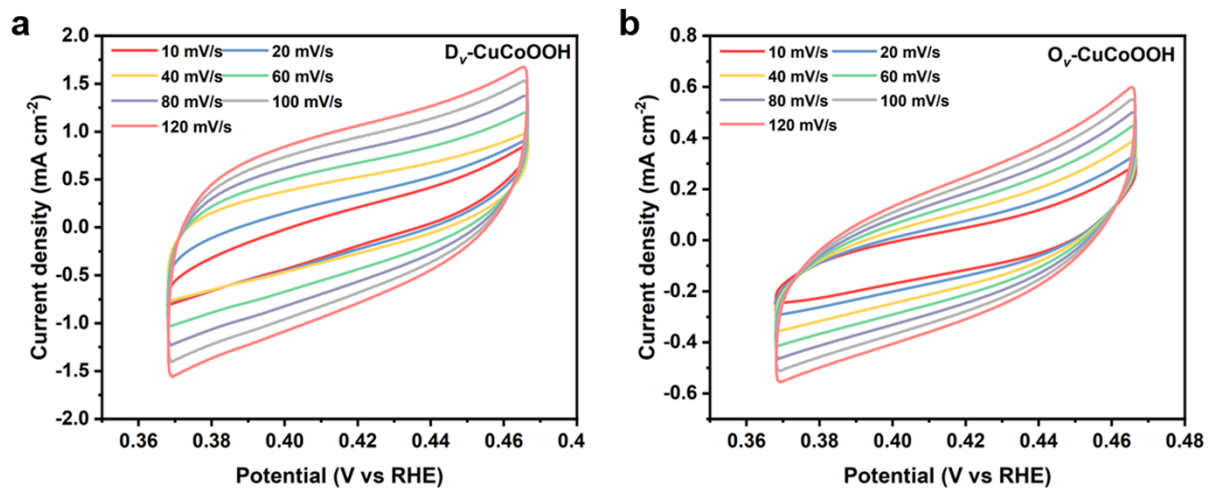 a
D_v-CuCoOOH
10 mV/s 20 mV/s
40 mV/s 60 mV/s
80 mV/s 100 mV/s
120 mV/s
2.0
1.5
1.0
0.5
0.0
-0.5
-1.0
-1.5
-2.0
Current density (mA cm⁻²)
0.36 0.38 0.40 0.42 0.44 0.46 0.4
Potential (V vs RHE)
b
O_v-CuCoOOH
10 mV/s 20 mV/s
40 mV/s 60 mV/s
80 mV/s 100 mV/s
120 mV/s
0.8
0.6
0.4
0.2
0.0
-0.2
-0.4
-0.6
Current density (mA cm⁻²)
0.36 0.38 0.40 0.42 0.44 0.46 0.48
Potential (V vs RHE)